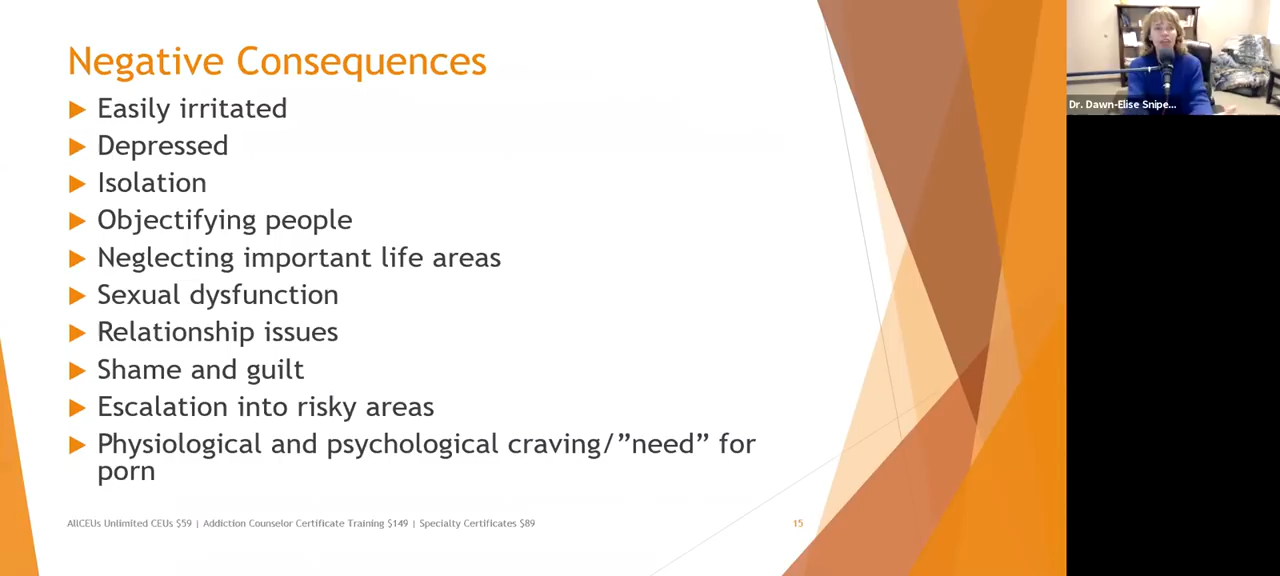 Negative Consequences
Easily irritated
Depressed
Isolation
Objectifying people
Neglecting important life areas
Sexual dysfunction
Relationship issues
Shame and guilt
Escalation into risky areas
Physiological and psychological craving/”need” for
porn
AllCEUs Unlimited CEUs $59 | Addiction Counselor Certificate Training $149 | Specialty Certificates $89
15
Dr. Dawn-Elise Snipe...